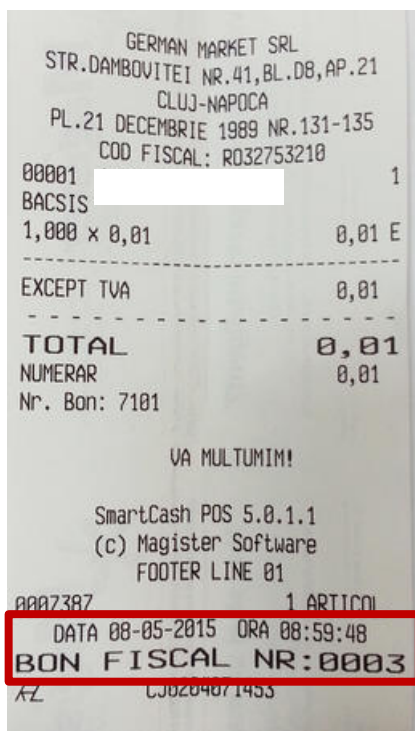 GERMAN MARKET SRL
STR.DAMBOVITEI NR.41,BL.D8,AP.21
CLUJ-NAPOCA
PL.21 DECEMBRIE 1989 NR.131-135
COD FISCAL: RO32753210
00001 1
BACSIS
1,000 x 0,01 0,01 E
EXCEPT TVA 0,01
TOTAL 0,01
NUMERAR 0,01
Nr. Bon: 7101
VA MULTUMIM!
SmartCash POS 5.0.1.1
(C) Magister Software
FOOTER LINE 01
0007387 1 ARTICOL
DATA 08-05-2015 ORA 08:59:48
BON FISCAL NR:0003
CJ0204071453